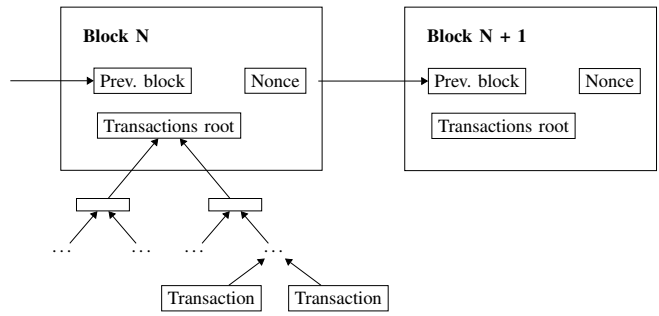 Block N
Block N + 1
Prev. block
Nonce
Prev. block
Nonce
Transactions root
Transactions root
...
...
...
...
Transaction
Transaction